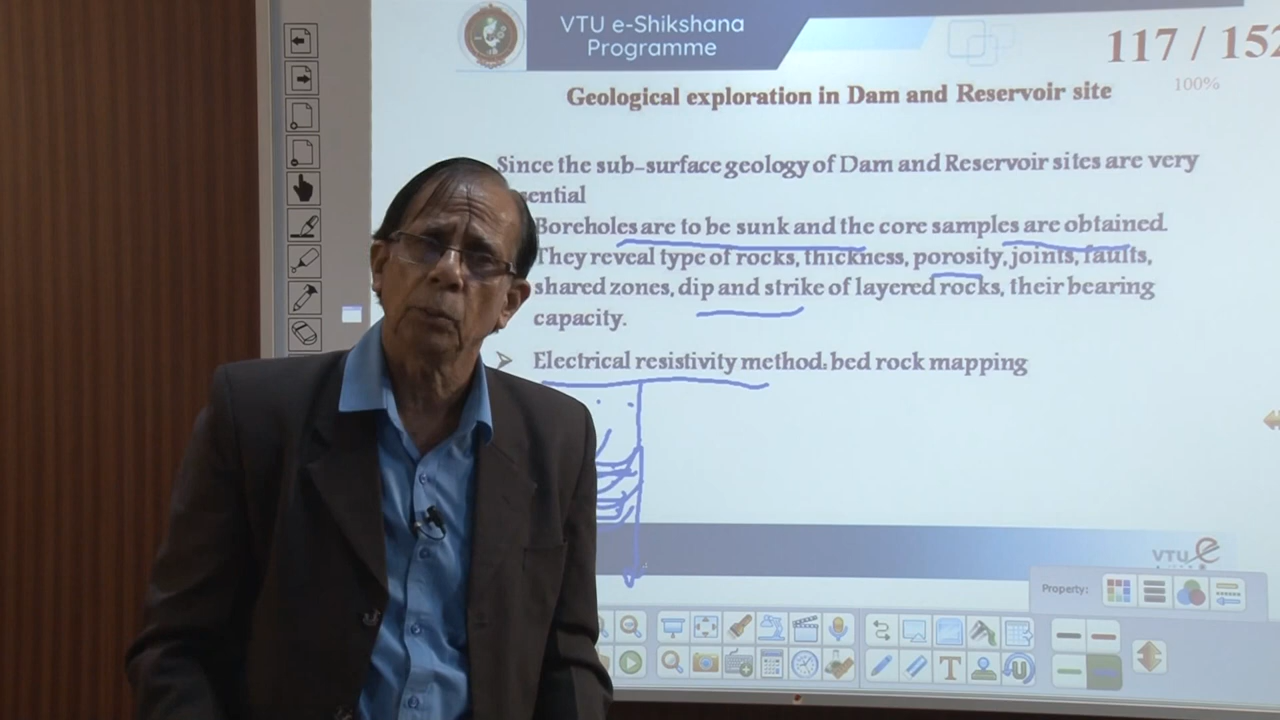 VTU e-Shikshana
Programme
117 / 152
100%
Geological exploration in Dam and Reservoir site
Since the sub-surface geology of Dam and Reservoir sites are very
Boreholes are to be sunk and the core samples are obtained.
They reveal type of rocks, thickness, porosity, joints, faults,
shared zones, dip and strike of layered rocks, their bearing
capacity.
Electrical resistivity method: bed rock mapping
VTU e
Property: